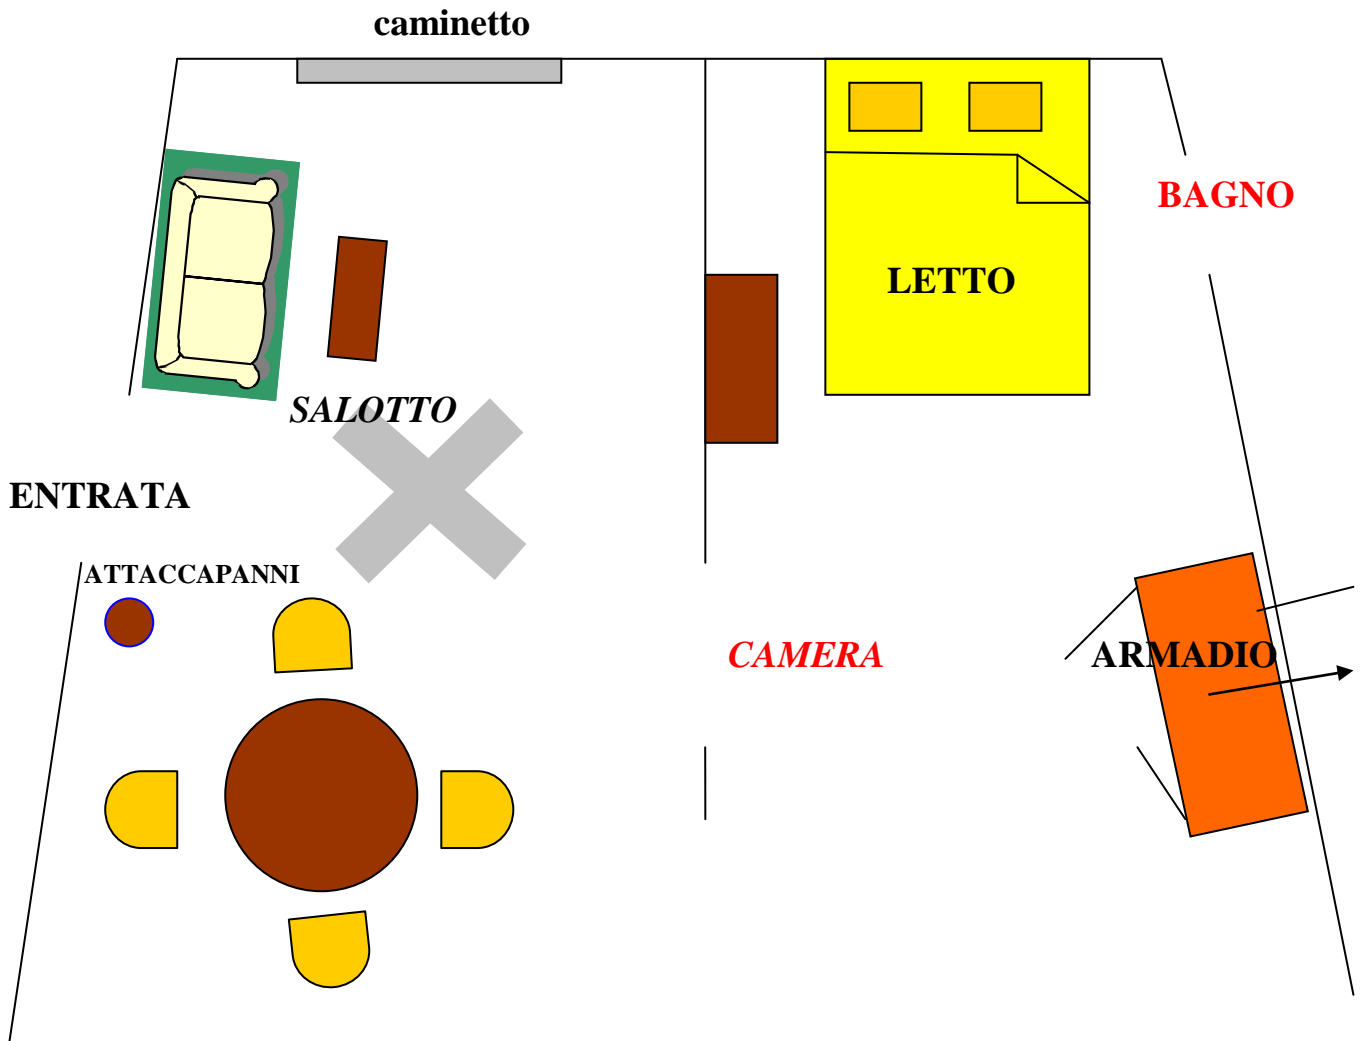 caminetto
BAGNO
LETTO
SALOTTO
ENTRATA
ATTACCAPANNI
CAMERA
ARMADIO